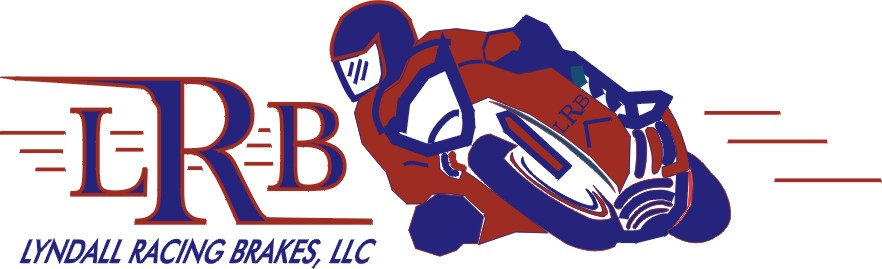 LRB
LYNDALL RACING BRAKES, LLC
LRB